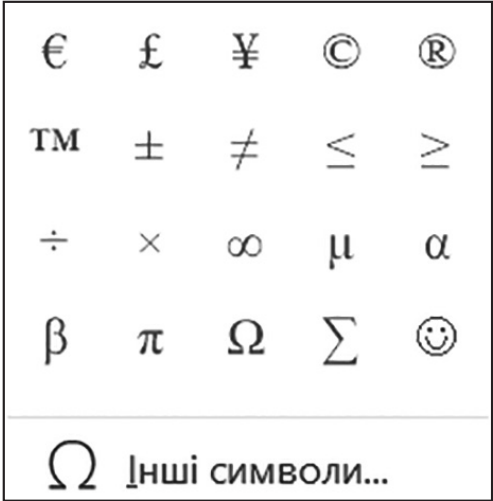 € £ ¥ © ®
™ ± ≠ ≤ ≥
÷ × ∞ µ α
β π Ω ∑ ☺
Ω Інші символи...